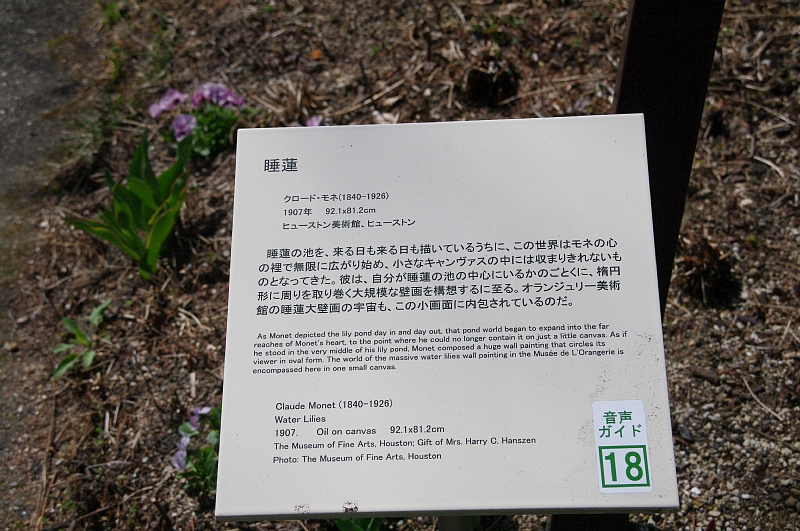 睡蓮
クロード・モネ(1840-1926)
1907年 92.1x81.2cm
ヒューストン美術館、ヒューストン
睡蓮の池を、来る日も来る日も描いているうちに、この世界はモネの心
の裡で無限に広がり始め、小さなキャンヴァスの中には収まりきれないも
のとなってきた。彼は、自分が睡蓮の池の中心にいるかのごとくに、楕円
形に周りを取り巻く大規模な壁画を構想するに至る。オランジュリー美術
館の睡蓮大壁画の宇宙も、この小画面に内包されているのだ。
As Monet depicted the lily pond day in and day out, that pond world began to expand into the far
reaches of Monet's heart, to the point where he could no longer contain it on just a little canvas. As if
he stood in the very middle of his lily pond, Monet composed a huge wall painting that circles its
viewer in oval form. The world of the massive water lilies wall painting in the Musée de L'Orangerie is
encompassed here in one small canvas.
Claude Monet (1840-1926)
Water Lilies
1907. Oil on canvas 92.1x81.2cm
The Museum of Fine Arts, Houston; Gift of Mrs. Harry C. Hanszen
Photo: The Museum of Fine Arts, Houston
音声
ガイド
18